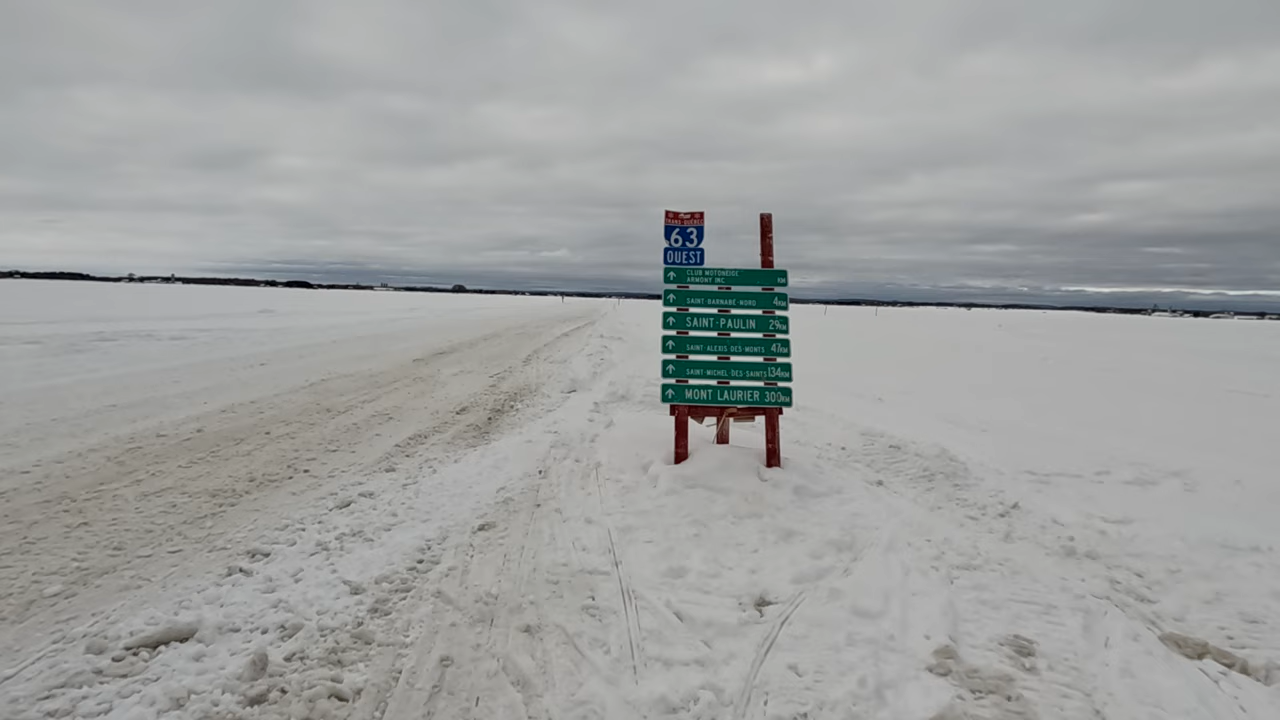 TRANS-QUÉBEC
63
OUEST
CLUB MOTONEIGE
ARMONY INC KM
SAINT-BARNABÉ-NORD 4KM
SAINT-PAULIN 29KM
SAINT-ALEXIS-DES-MONTS 47KM
SAINT-MICHEL-DES-SAINTS 134KM
MONT LAURIER 300KM